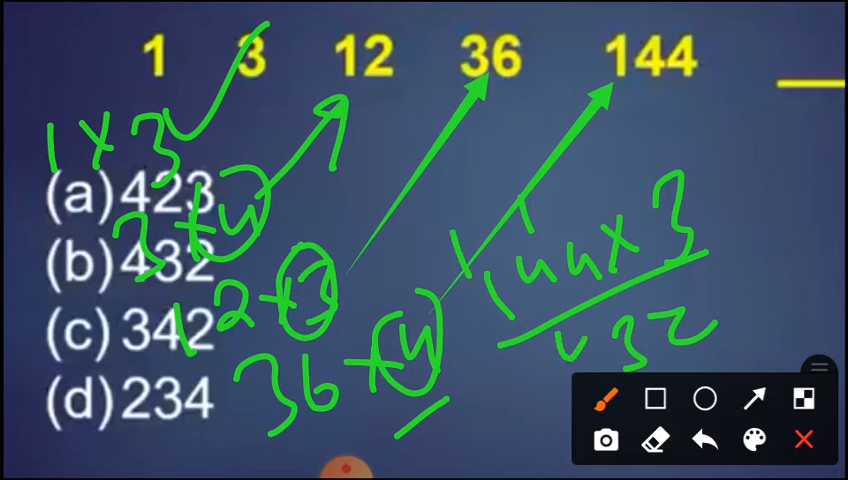 1 3 12 36 144 __
1 × 3
(a) 423
3 × 4
(b) 432
12 × 3
(c) 342
36 × 4
(d) 234
144 × 3
432